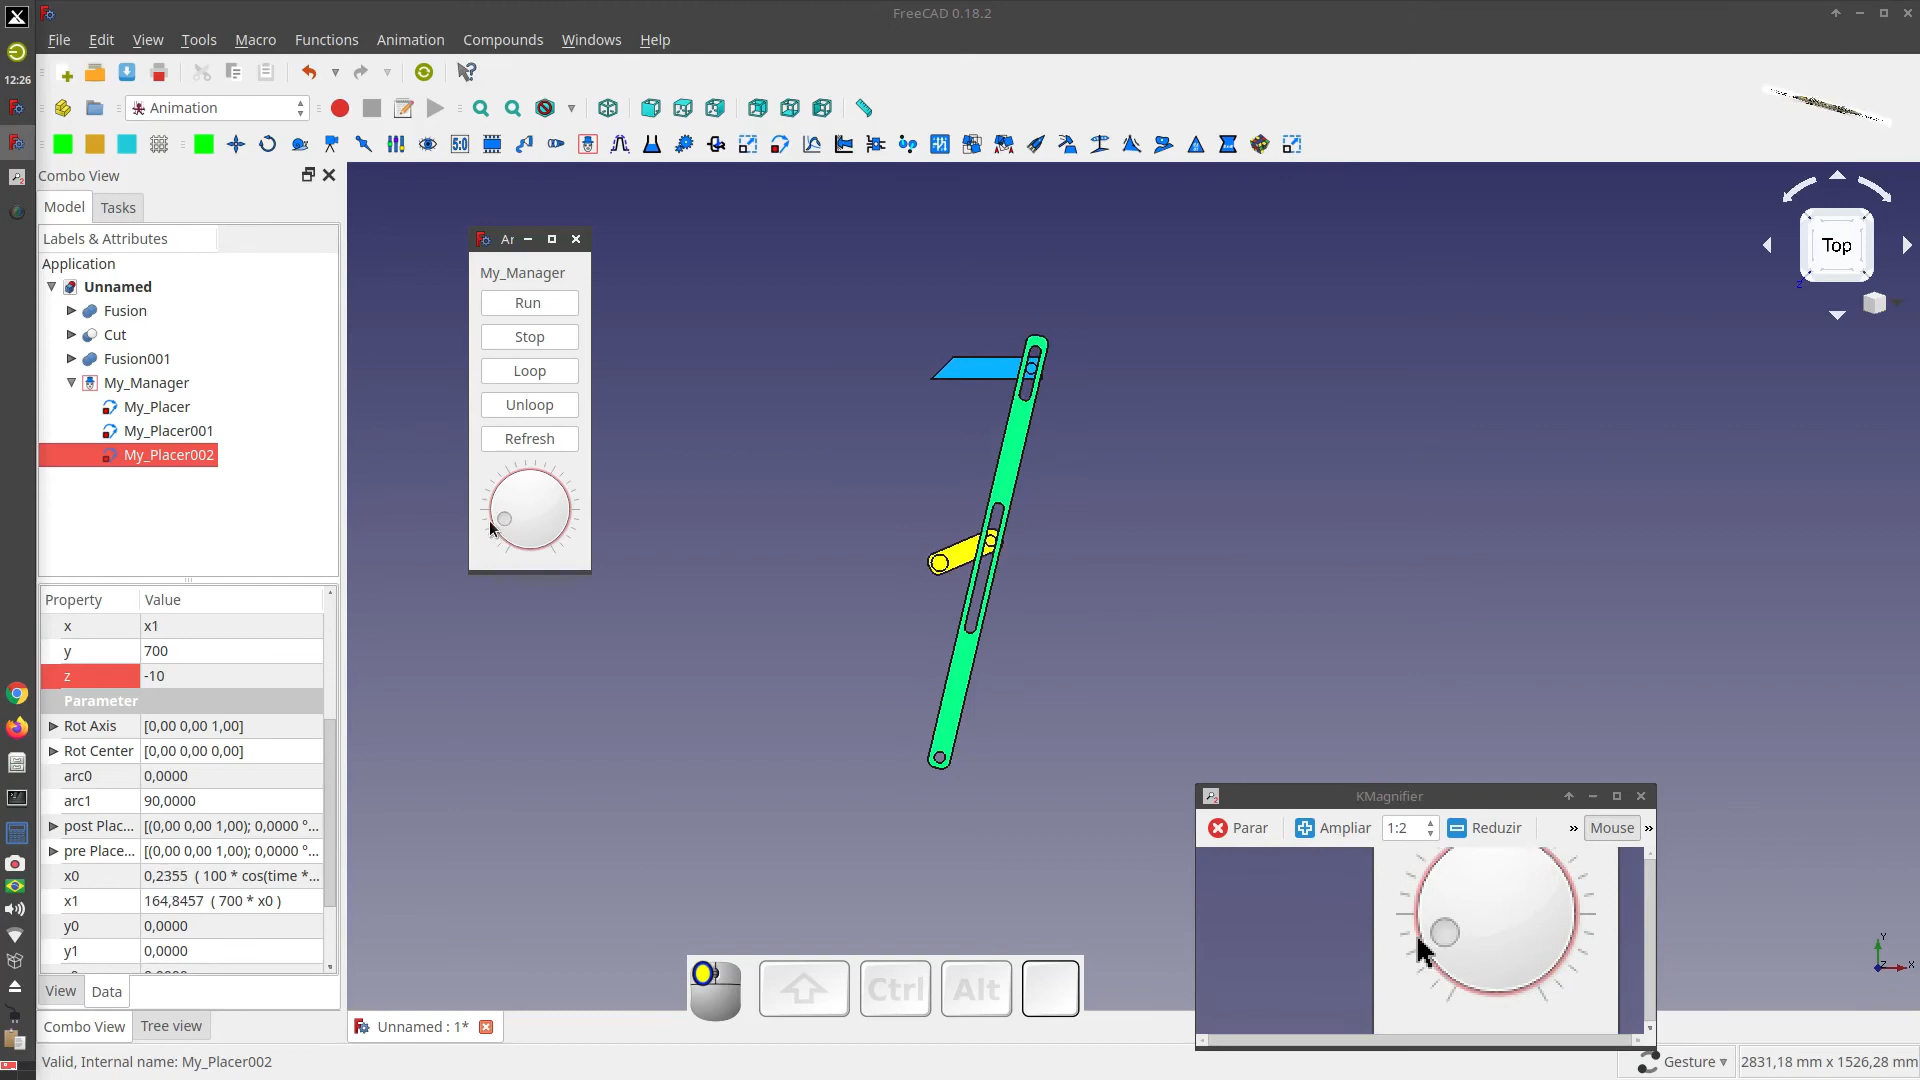 FreeCAD 0.18.2
File Edit View Tools Macro Functions Animation Compounds Windows Help
12:26
Animation
5:0
Combo View
Model Tasks
Labels & Attributes
Application
Unnamed
Fusion
Cut
Fusion001
My_Manager
My_Placer
My_Placer001
My_Placer002
Ar
My_Manager
Run
Stop
Loop
Unloop
Refresh
Top
Z
Property Value
x x1
y 700
z -10
Parameter
Rot Axis [0,00 0,00 1,00]
Rot Center [0,00 0,00 0,00]
arc0 0,0000
arc1 90,0000
post Plac... [(0,00 0,00 1,00); 0,0000 º...
pre Place... [(0,00 0,00 1,00); 0,0000 º...
x0 0,2355 ( 100 * cos(time *...
x1 164,8457 ( 700 * x0 )
y0 0,0000
y1 0,0000
View Data
Combo View Tree view
KMagnifier
Parar Ampliar 1:2 Reduzir » Mouse »
Ctrl Alt
Y
Z X
Unnamed : 1*
Valid, Internal name: My_Placer002
Gesture
2831,18 mm x 1526,28 mm